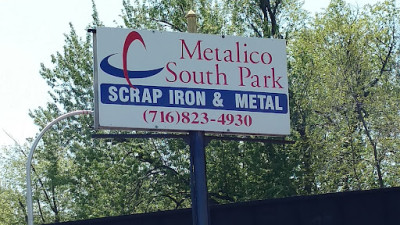 Metalico
South Park
SCRAP IRON & METAL
(716)823-4930